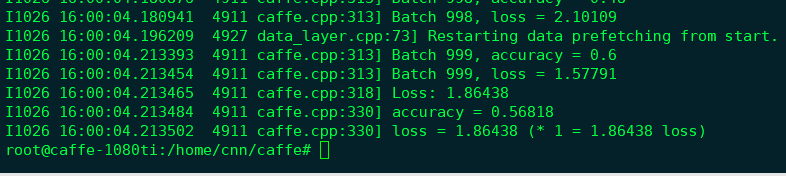 I1026 16:00:04.180941  4911 caffe.cpp:313] Batch 998, loss = 2.10109
I1026 16:00:04.196209  4927 data_layer.cpp:73] Restarting data prefetching from start.
I1026 16:00:04.213393  4911 caffe.cpp:313] Batch 999, accuracy = 0.6
I1026 16:00:04.213454  4911 caffe.cpp:313] Batch 999, loss = 1.57791
I1026 16:00:04.213465  4911 caffe.cpp:318] Loss: 1.86438
I1026 16:00:04.213484  4911 caffe.cpp:330] accuracy = 0.56818
I1026 16:00:04.213502  4911 caffe.cpp:330] loss = 1.86438 (* 1 = 1.86438 loss)
root@caffe-1080ti:/home/cnn/caffe#